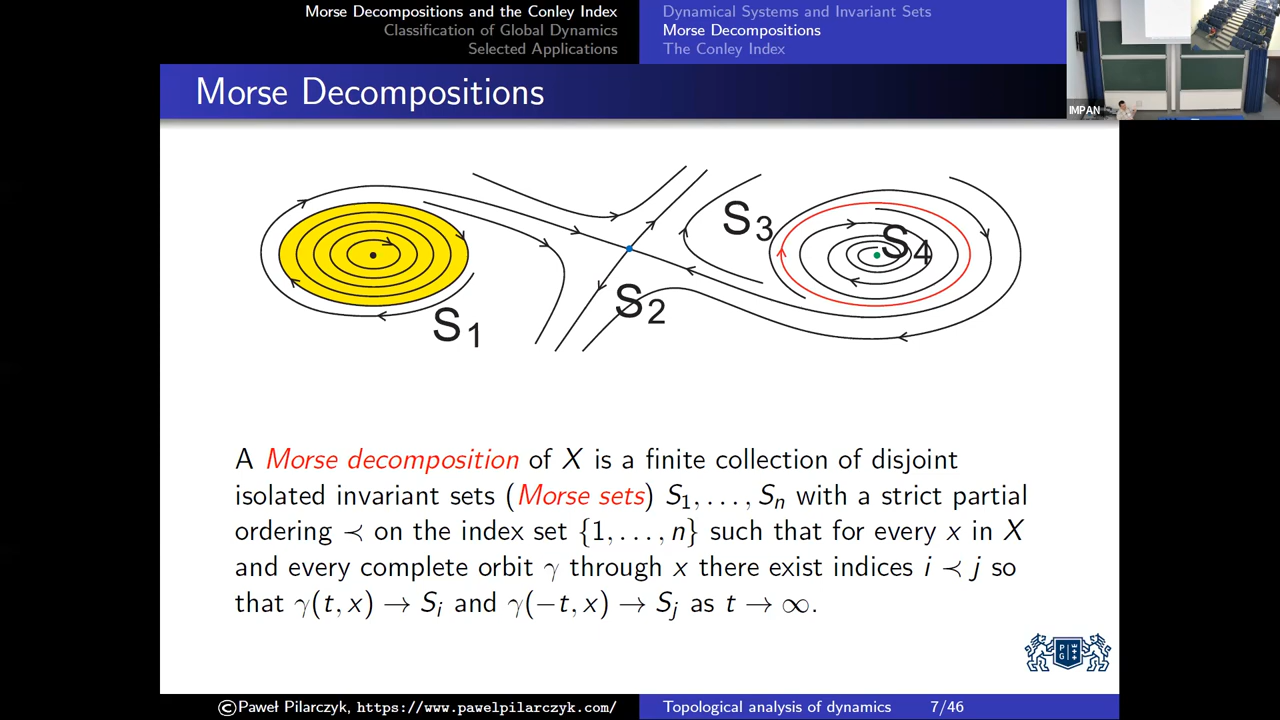 Morse Decompositions and the Conley Index
Classification of Global Dynamics
Selected Applications
Dynamical Systems and Invariant Sets
Morse Decompositions
The Conley Index
IMPAN
Morse Decompositions
S1
S2
S3
S4
A Morse decomposition of X is a finite collection of disjoint
isolated invariant sets (Morse sets) S₁, . . . , Sₙ with a strict partial
ordering ≺ on the index set {1, . . . , n} such that for every x in X
and every complete orbit γ through x there exist indices i ≺ j so
that γ(t, x) → Sᵢ and γ(−t, x) → Sⱼ as t → ∞.
P G
©Paweł Pilarczyk, https://www.pawelpilarczyk.com/
Topological analysis of dynamics
7/46